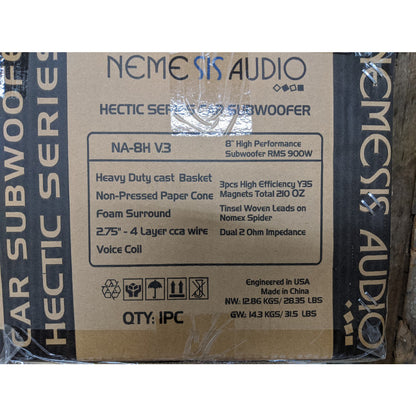 NEMESIS AUDIO
HECTIC SERIES CAR SUBWOOFER
NA-8H V.3
8" High Performance
Subwoofer RMS 900W
Heavy Duty cast Basket
Non-Pressed Paper Cone
Foam Surround
2.75" - 4 Layer cca wire
Voice Coil
3pcs High Efficiency Y35
Magnets Total 210 OZ
Tinsel Woven Leads on
Nomex Spider
Dual 2 Ohm Impedance
Engineered in USA
Made in China
NW: 12.86 KGS/ 28.35 LBS
GW: 14.3 KGS/ 31.5 LBS
QTY: 1PC
CAR SUBWOOFE
HECTIC SERIES
NEMESIS AUDIO